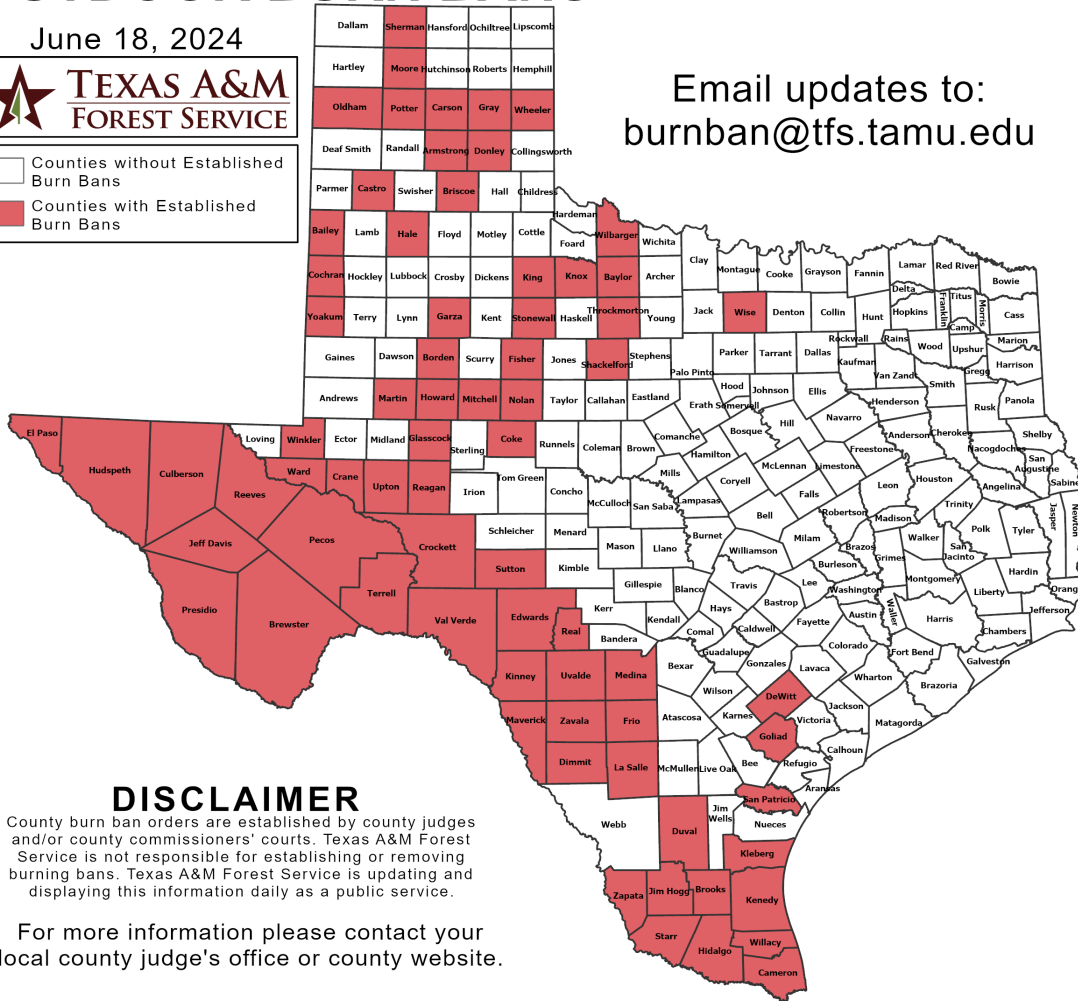 June 18, 2024
TEXAS A&M
FOREST SERVICE
Counties without Established
Burn Bans
Counties with Established
Burn Bans
Email updates to:
burnban@tfs.tamu.edu
Dallam Sherman Hansford Ochiltree Lipscomb
Hartley Moore Hutchinson Roberts Hemphill
Oldham Potter Carson Gray Wheeler
Deaf Smith Randall Armstrong Donley Collingsworth
Parmer Castro Swisher Briscoe Hall Childress
Hardeman
Bailey Lamb Hale Floyd Motley Cottle Foard Wilbarger Wichita
Clay Montague Cooke Grayson Fannin Lamar Red River Bowie
Cochran Hockley Lubbock Crosby Dickens King Knox Baylor Archer
Delta Franklin Titus Morris Cass
Yoakum Terry Lynn Garza Kent Stonewall Haskell Throckmorton Young Jack Wise Denton Collin Hunt Hopkins
Camp
Rockwall Rains Wood Upshur Marion
Gaines Dawson Borden Scurry Fisher Jones Shackelford Stephens Palo Pinto Parker Tarrant Dallas Kaufman Van Zandt Gregg Harrison
Andrews Martin Howard Mitchell Nolan Taylor Callahan Eastland Erath Hood Somervell Johnson Ellis Henderson Smith Rusk Panola
El Paso Loving Winkler Ector Midland Glasscock Sterling Coke Runnels Coleman Brown Comanche Hamilton Bosque Hill Navarro Freestone Anderson Cherokee Nacogdoches Shelby
San
Augustine
Sabine
Hudspeth Culberson Reeves Ward Crane Upton Reagan Irion Tom Green Concho McCulloch San Saba Mills Lampasas Coryell McLennan Limestone Falls Leon Houston Angelina Trinity
Jasper Newton
Jeff Davis Pecos Crockett Schleicher Menard Mason Llano Burnet Bell Williamson Milam Robertson Brazos Madison Grimes Walker
San
Jacinto
Polk Tyler Hardin
Orang
Presidio Brewster Terrell Val Verde Sutton Kimble Edwards Real Gillespie Kerr Bandera Kendall Blanco Hays Travis Bastrop Lee Burleson Washington Montgomery Liberty Jefferson
Comal Caldwell Fayette Austin Waller Harris Chambers
Kinney Uvalde Medina Bexar Guadalupe Gonzales Lavaca Colorado Fort Bend Galveston
Wharton Brazoria
Maverick Zavala Frio Atascosa Wilson Karnes DeWitt Victoria Jackson Matagorda
Goliad Calhoun
Dimmit La Salle McMullen Live Oak Bee Refugio Aransas
San Patricio
Webb Duval
Jim
Wells
Nueces
Kleberg
Zapata Jim Hogg Brooks Kenedy
Starr Hidalgo Willacy
Cameron
DISCLAIMER
County burn ban orders are established by county judges
and/or county commissioners' courts. Texas A&M Forest
Service is not responsible for establishing or removing
burning bans. Texas A&M Forest Service is updating and
displaying this information daily as a public service.
For more information please contact your
local county judge's office or county website.